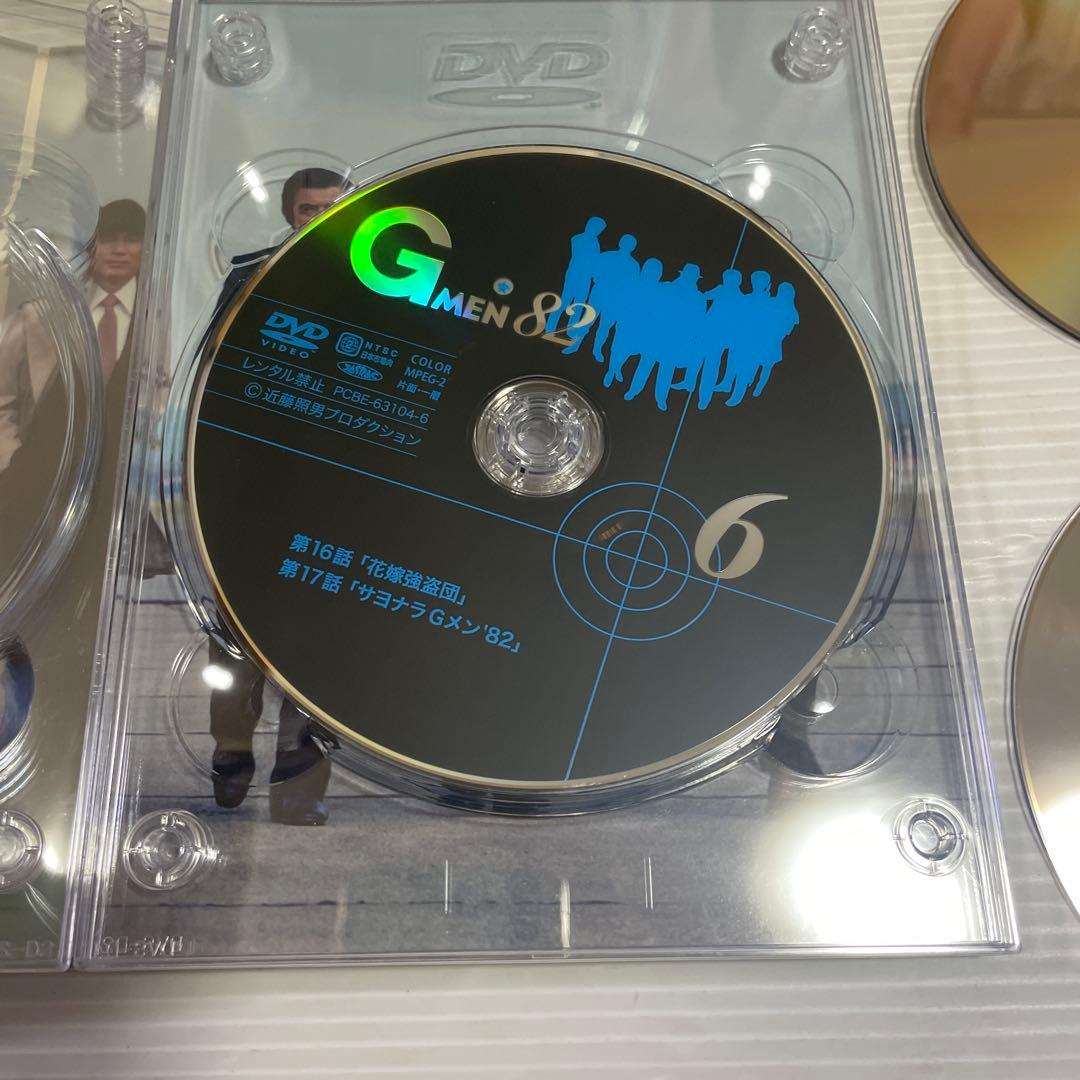 DVD
G MEN '82
DVD
VIDEO
NTSC
日本市場向
COLOR
MPEG-2
片面・一層
レンタル禁止 PCBE-63104-6
©近藤照男プロダクション
6
第16話「花嫁強盗団」
第17話「サヨナラGメン'82」